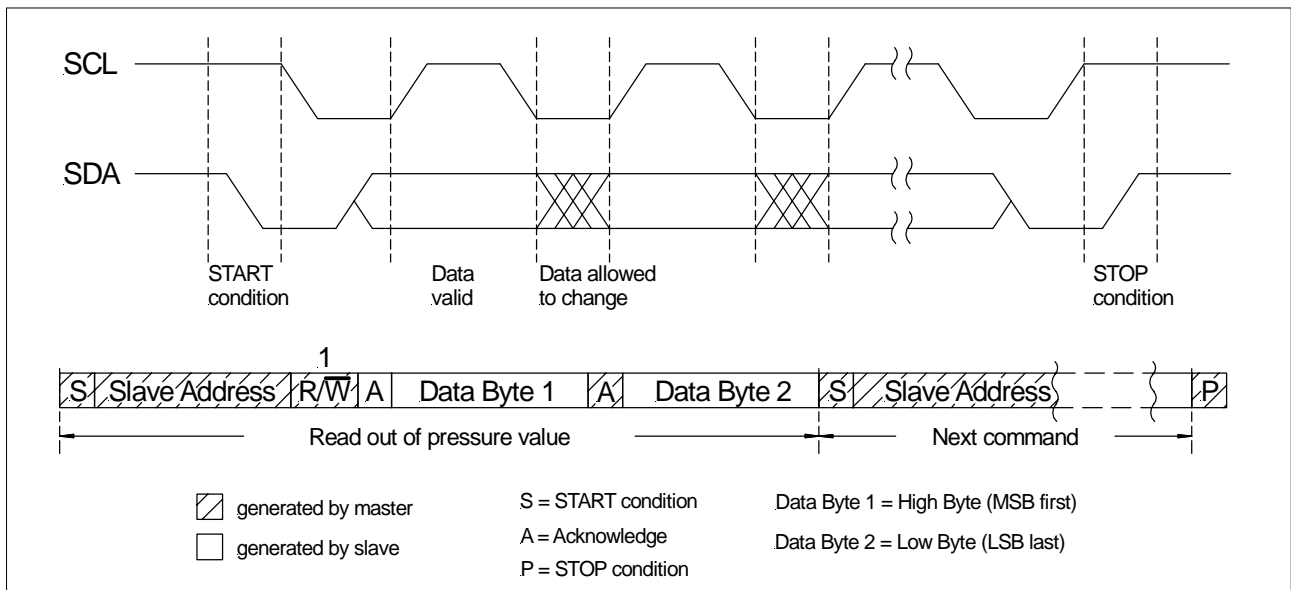 SCL
SDA
START
condition
Data
valid
Data allowed
to change
STOP
condition
1
S Slave Address R/W̅ A Data Byte 1 A Data Byte 2 S Slave Address P
Read out of pressure value Next command
generated by master
generated by slave
S = START condition
A = Acknowledge
P = STOP condition
Data Byte 1 = High Byte (MSB first)
Data Byte 2 = Low Byte (LSB last)